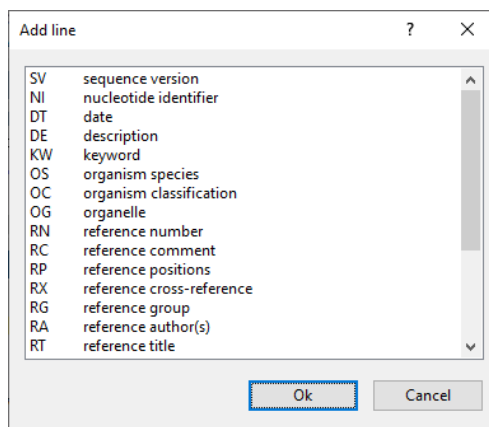 Add line ? ×
SV sequence version
NI nucleotide identifier
DT date
DE description
KW keyword
OS organism species
OC organism classification
OG organelle
RN reference number
RC reference comment
RP reference positions
RX reference cross-reference
RG reference group
RA reference author(s)
RT reference title
Ok Cancel